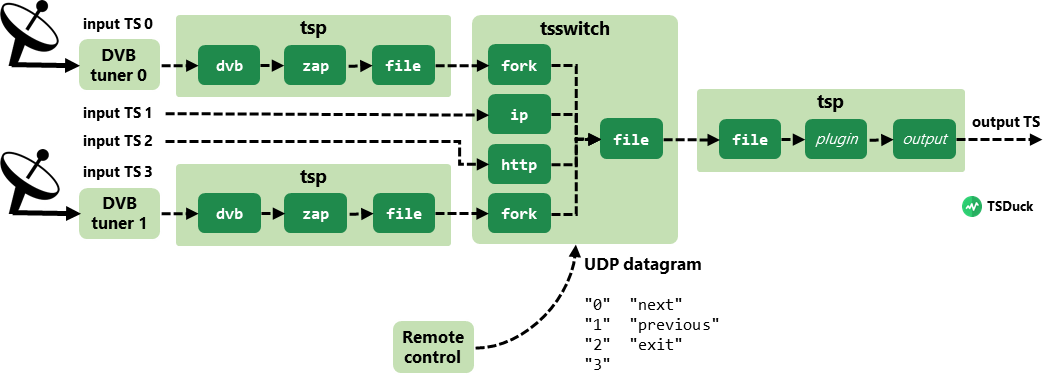 input TS 0
tsp
tsswitch
DVB
tuner 0
dvb
zap
file
fork
input TS 1
ip
tsp
input TS 2
http
file
file
plugin
output
output TS
input TS 3
tsp
DVB
tuner 1
dvb
zap
file
fork
TSDuck
UDP datagram
"0" "next"
"1" "previous"
"2" "exit"
"3"
Remote
control